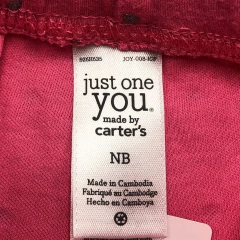 just one
you®
made by
carter's
NB
Made in Cambodia
Fabriqué au Cambodge
Hecho en Camboya